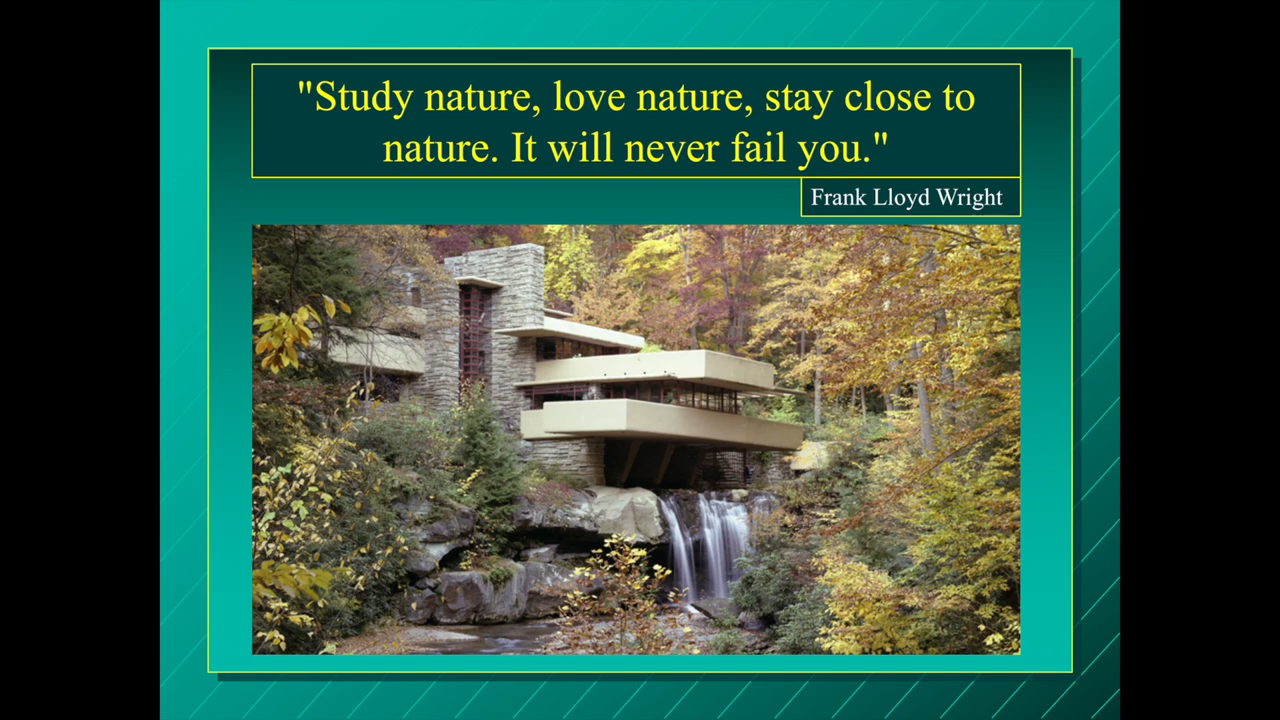 "Study nature, love nature, stay close to
nature. It will never fail you."
Frank Lloyd Wright